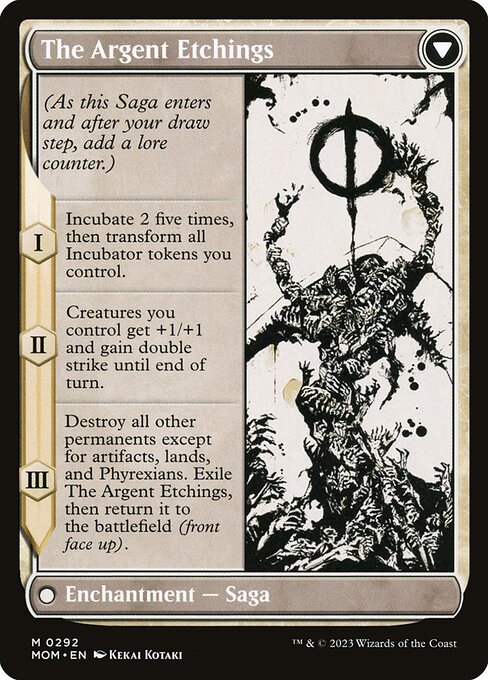 The Argent Etchings
(As this Saga enters
and after your draw
step, add a lore
counter.)
I
Incubate 2 five times,
then transform all
Incubator tokens you
control.
II
Creatures you
control get +1/+1
and gain double
strike until end of
turn.
III
Destroy all other
permanents except
for artifacts, lands,
and Phyrexians. Exile
The Argent Etchings,
then return it to
the battlefield (front
face up).
Enchantment — Saga
M 0292
MOM • EN Kekai Kotaki
™ & © 2023 Wizards of the Coast